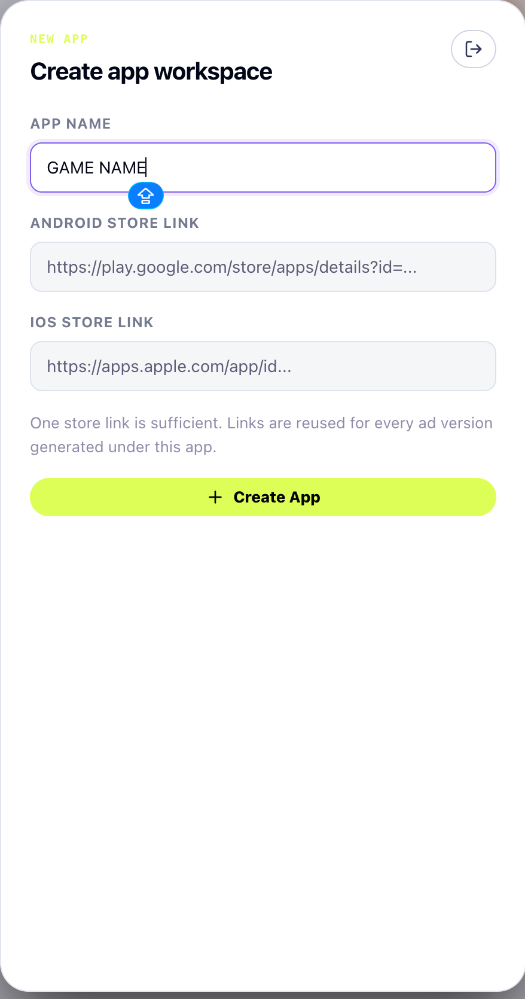 NEW APP
Create app workspace
APP NAME
GAME NAME
ANDROID STORE LINK
https://play.google.com/store/apps/details?id=...
IOS STORE LINK
https://apps.apple.com/app/id...
One store link is sufficient. Links are reused for every ad version
generated under this app.
+ Create App